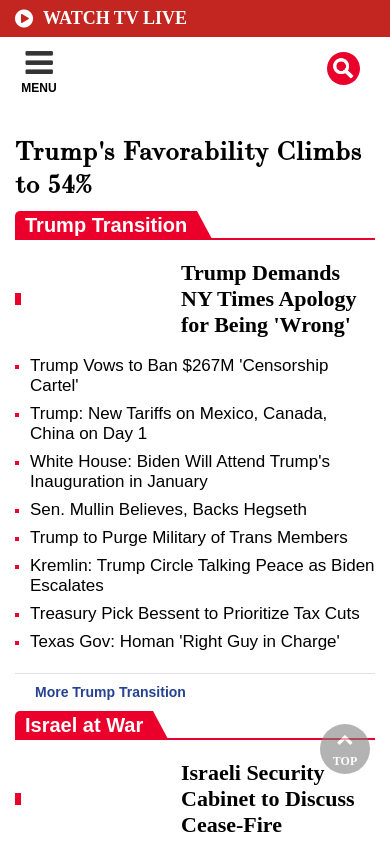 WATCH TV LIVE
MENU
Trump's Favorability Climbs
to 54%
Trump Transition
Trump Demands
NY Times Apology
for Being 'Wrong'
Trump Vows to Ban $267M 'Censorship
Cartel'
Trump: New Tariffs on Mexico, Canada,
China on Day 1
White House: Biden Will Attend Trump's
Inauguration in January
Sen. Mullin Believes, Backs Hegseth
Trump to Purge Military of Trans Members
Kremlin: Trump Circle Talking Peace as Biden
Escalates
Treasury Pick Bessent to Prioritize Tax Cuts
Texas Gov: Homan 'Right Guy in Charge'
More Trump Transition
Israel at War
TOP
Israeli Security
Cabinet to Discuss
Cease-Fire